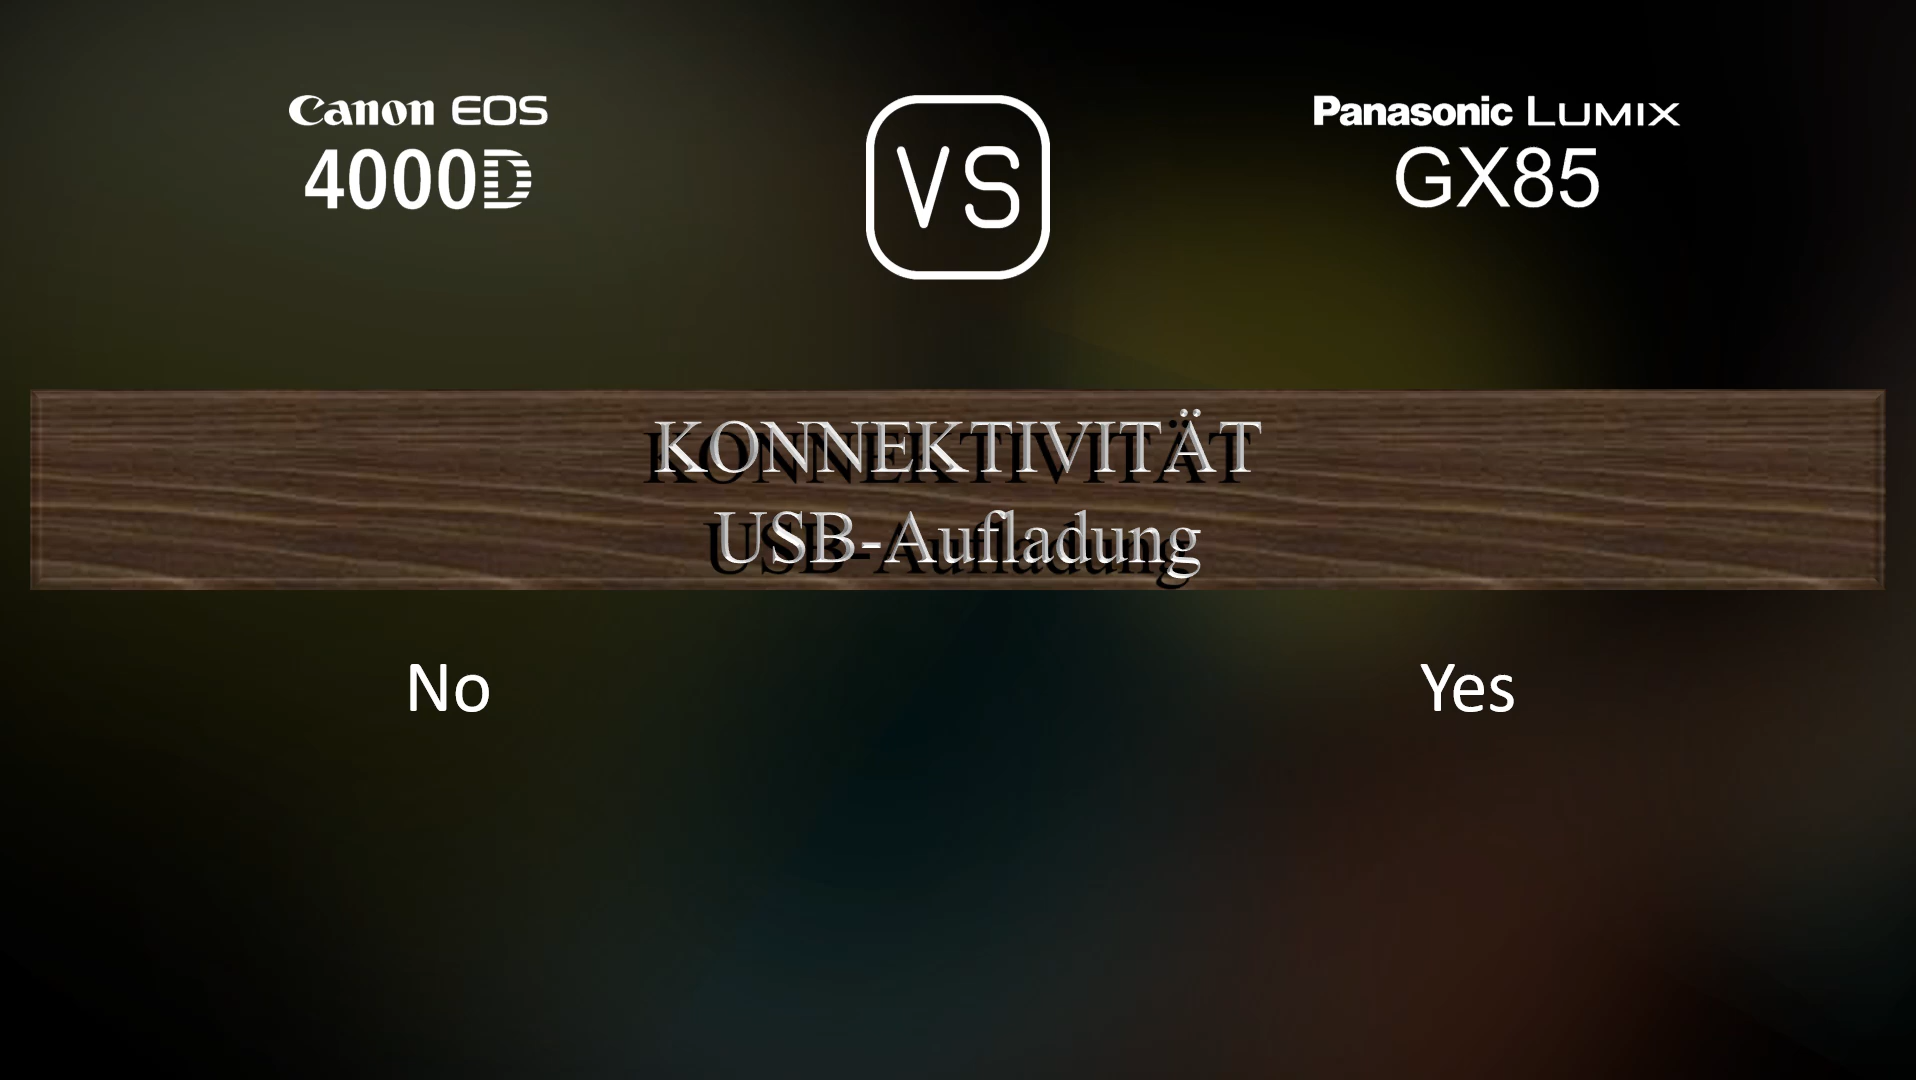 Canon EOS
4000D
VS
Panasonic LUMIX
GX85
KONNEKTIVITÄT
USB-Aufladung
No
Yes